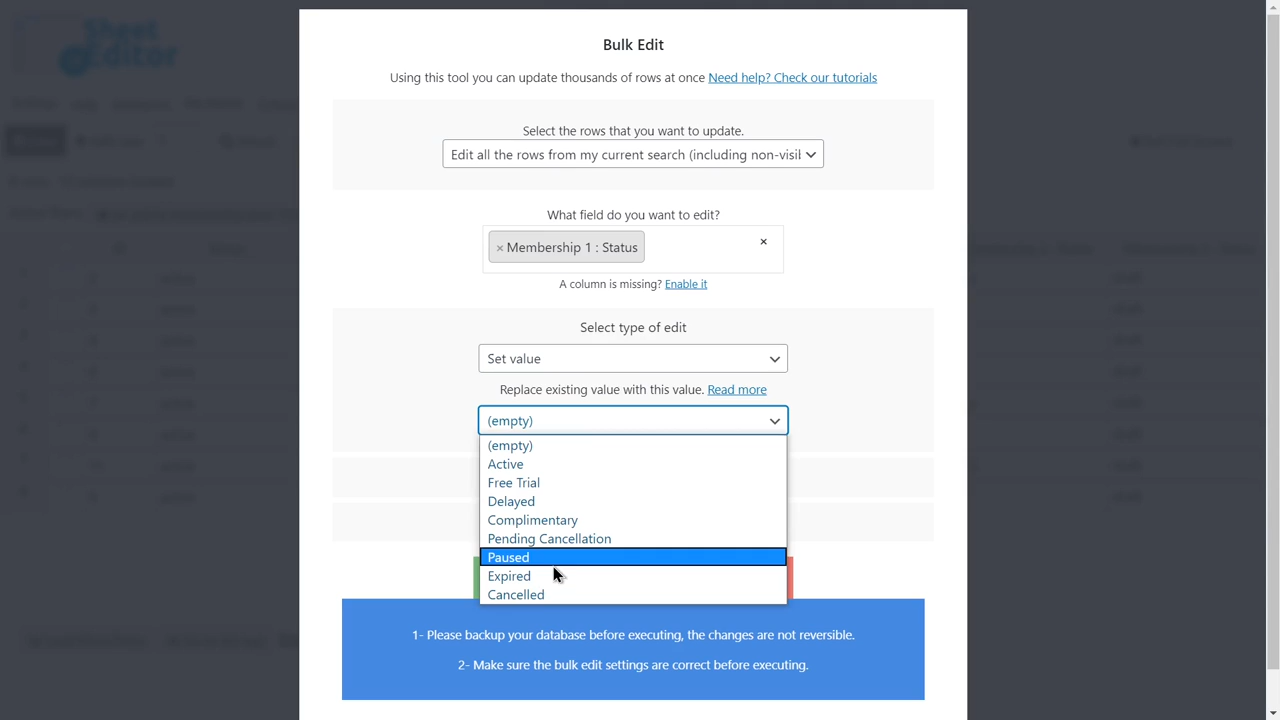 Sheet
Editor
Bulk Edit
Using this tool you can update thousands of rows at once Need help? Check our tutorials
Select the rows that you want to update.
Edit all the rows from my current search (including non-visil
What field do you want to edit?
× Membership 1 : Status ×
A column is missing? Enable it
Select type of edit
Set value
Replace existing value with this value. Read more
(empty)
(empty)
Active
Free Trial
Delayed
Complimentary
Pending Cancellation
Paused
Expired
Cancelled
1- Please backup your database before executing, the changes are not reversible.
2- Make sure the bulk edit settings are correct before executing.